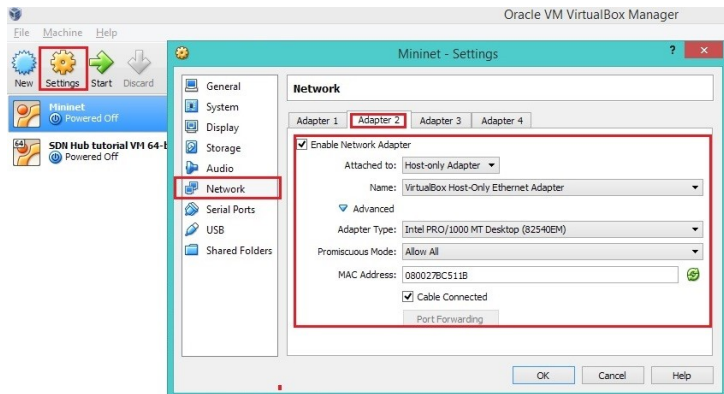 Oracle VM VirtualBox Manager
File Machine Help
New Settings Start Discard
Mininet
Powered Off
64
SDN Hub tutorial VM 64-b
Powered Off
Mininet - Settings
?
×
General
System
Display
Storage
Audio
Network
Serial Ports
USB
Shared Folders
Network
Adapter 1 Adapter 2 Adapter 3 Adapter 4
Enable Network Adapter
Attached to: Host-only Adapter
Name: VirtualBox Host-Only Ethernet Adapter
Advanced
Adapter Type: Intel PRO/1000 MT Desktop (82540EM)
Promiscuous Mode: Allow All
MAC Address: 080027BC511B
Cable Connected
Port Forwarding
OK Cancel Help